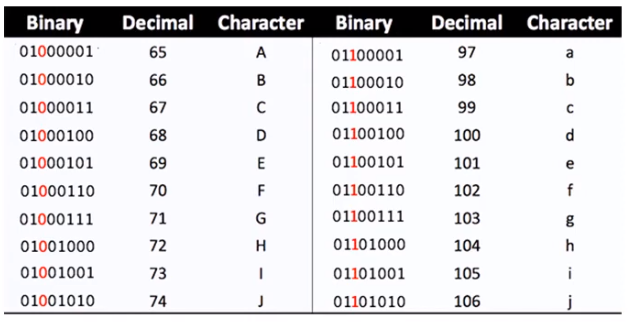 Binary Decimal Character Binary Decimal Character
01000001 65 A 01100001 97 a
01000010 66 B 01100010 98 b
01000011 67 C 01100011 99 c
01000100 68 D 01100100 100 d
01000101 69 E 01100101 101 e
01000110 70 F 01100110 102 f
01000111 71 G 01100111 103 g
01001000 72 H 01101000 104 h
01001001 73 I 01101001 105 i
01001010 74 J 01101010 106 j